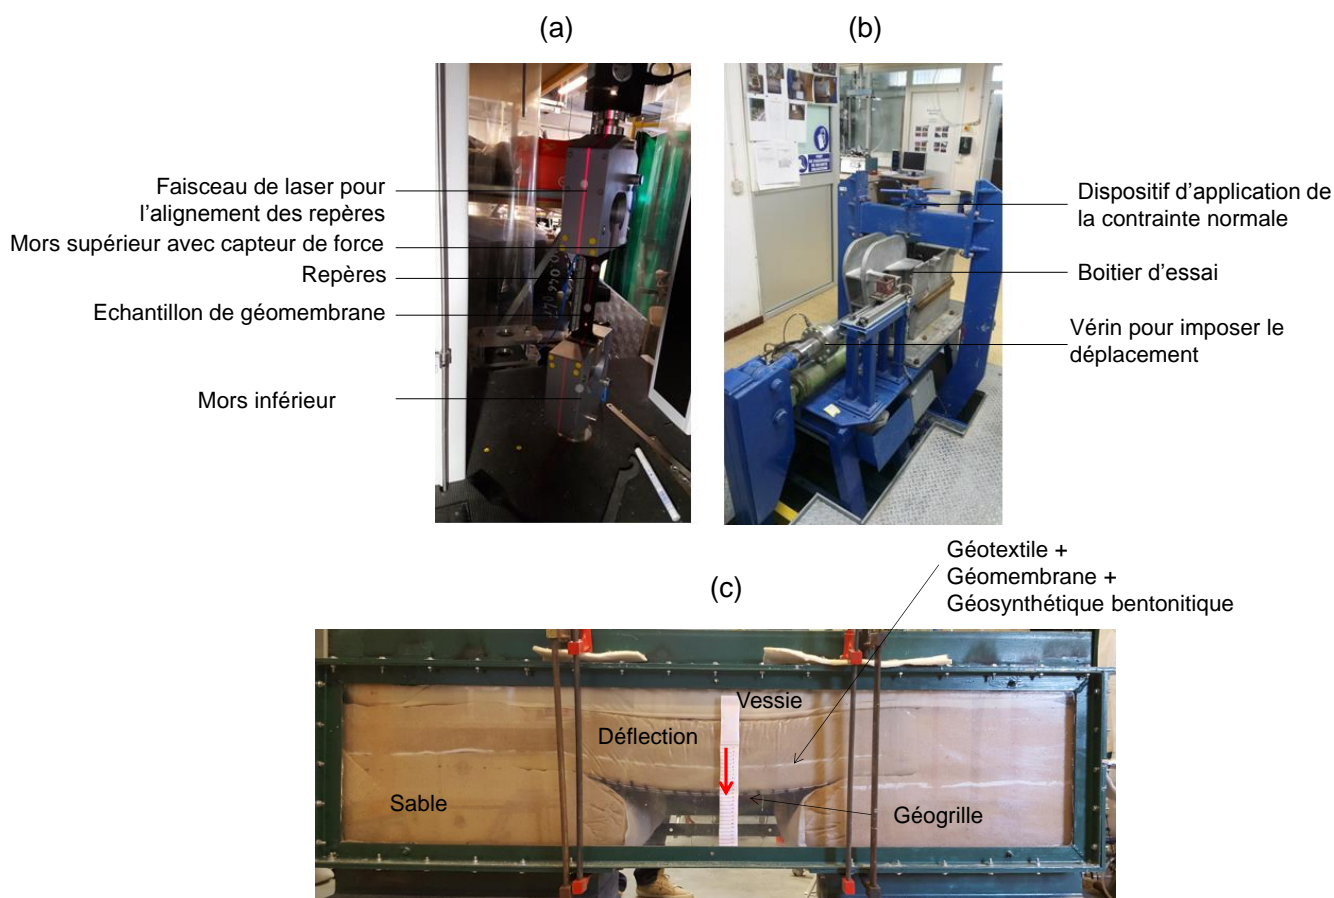 (a)
(b)
Faisceau de laser pour
l'alignement des repères
Mors supérieur avec capteur de force
Repères
Echantillon de géomembrane
Mors inférieur
Dispositif d'application de
la contrainte normale
Boitier d'essai
Vérin pour imposer le
déplacement
Géotextile +
Géomembrane +
Géosynthétique bentonitique
(c)
Vessie
Déflection
Sable
Géogrille